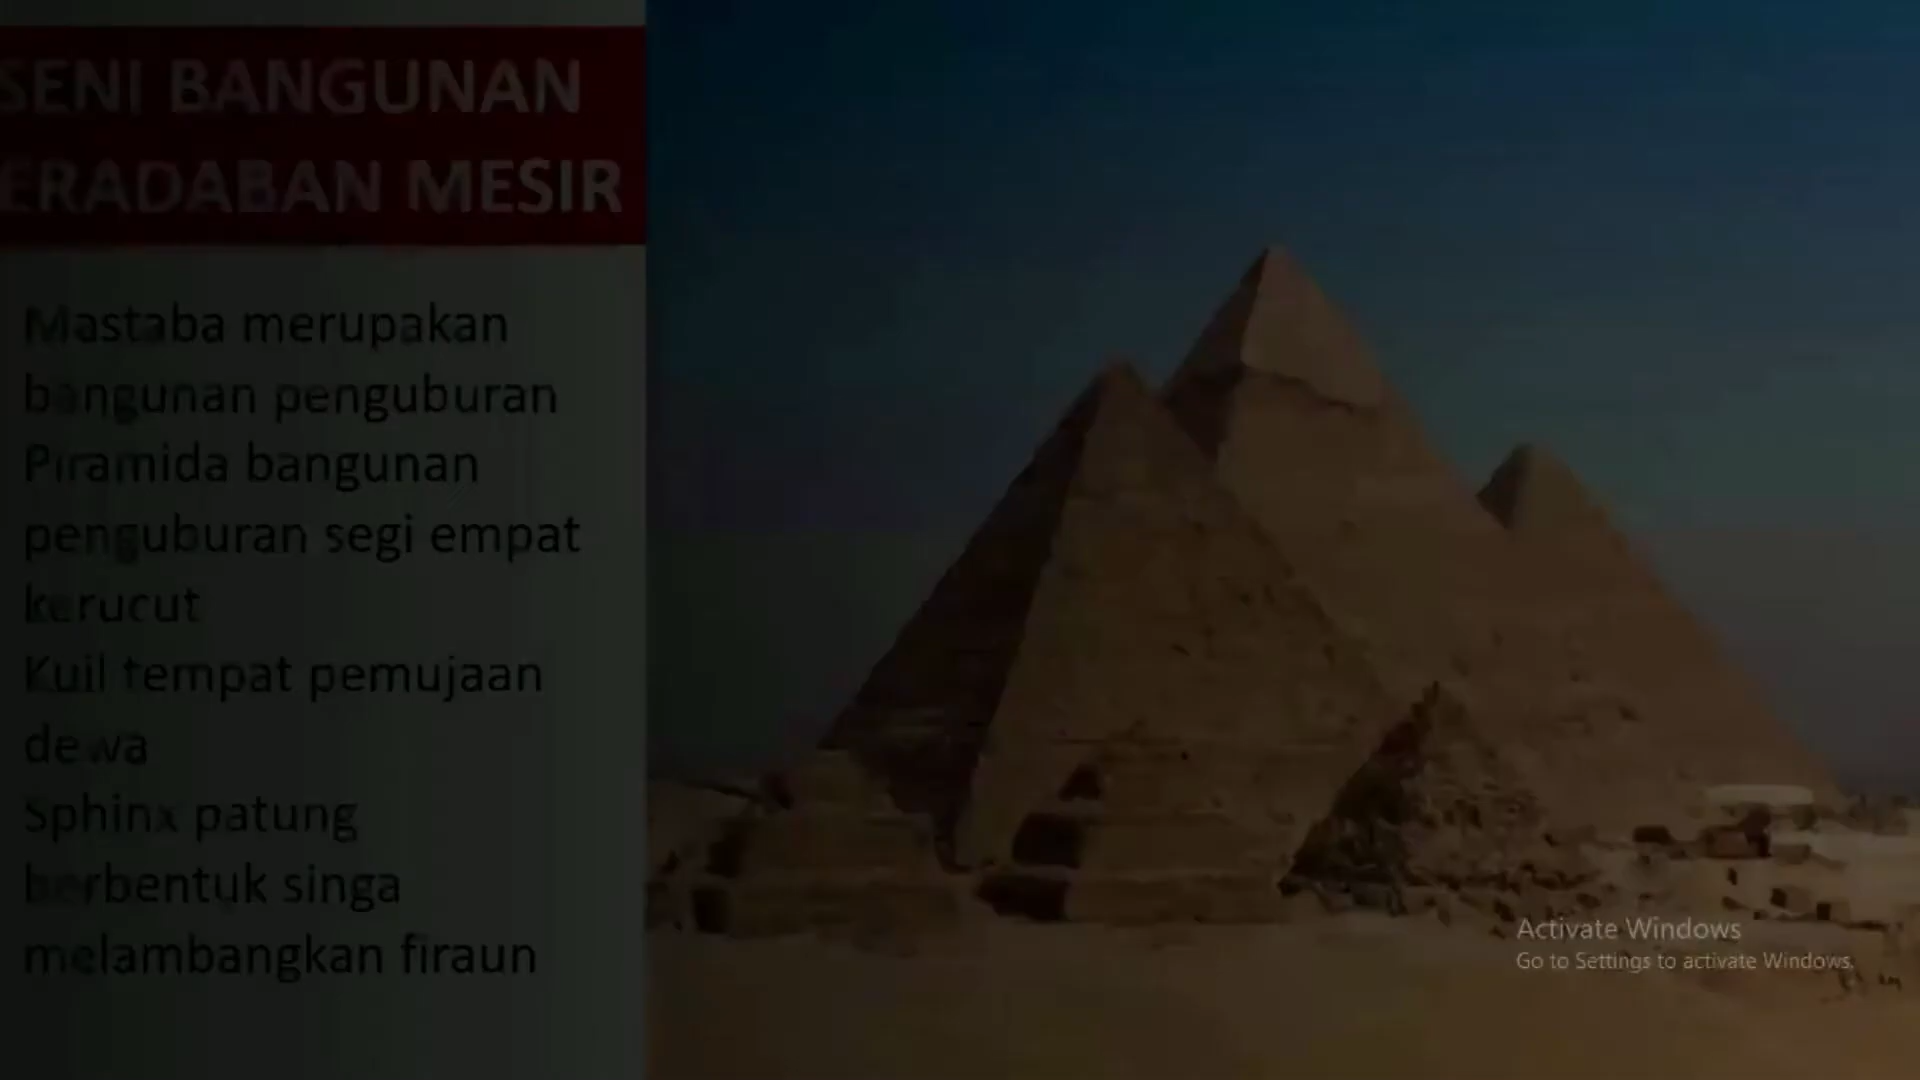 SENI BANGUNAN
ERADABAN MESIR
Mastaba merupakan
bangunan penguburan
Piramida bangunan
penguburan segi empat
kerucut
Kuil tempat pemujaan
dewa
Sphinx patung
berbentuk singa
melambangkan firaun
Activate Windows
Go to Settings to activate Windows.